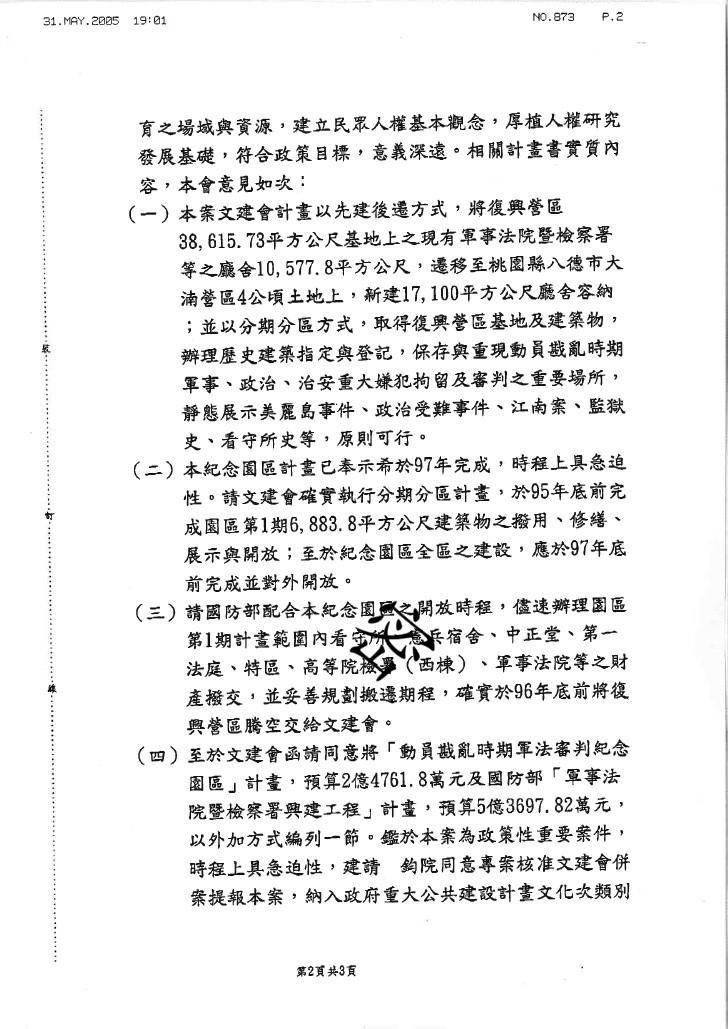 31.MAY.2005 19:01 NO.873 P.2
育之場域與資源，建立民眾人權基本觀念，厚植人權研究
發展基礎，符合政策目標，意義深遠。相關計畫書實質內
容，本會意見如次：
(一)本案文建會計畫以先建後遷方式，將復興營區
38,615.73平方公尺基地上之現有軍事法院暨檢察署
等之廳舍10,577.8平方公尺，遷移至桃園縣八德市大
湳營區4公頃土地上，新建17,100平方公尺廳舍容納
；並以分期分區方式，取得復興營區基地及建築物，
辦理歷史建築指定與登記，保存與重現動員戡亂時期
軍事、政治、治安重大嫌犯拘留及審判之重要場所，
靜態展示美麗島事件、政治受難事件、江南案、監獄
史、看守所史等，原則可行。
(二)本紀念園區計畫已奉示希於97年完成，時程上具急迫
性。請文建會確實執行分期分區計畫，於95年底前完
成園區第1期6,883.8平方公尺建築物之撥用、修繕、
展示與開放；至於紀念園區全區之建設，應於97年底
前完成並對外開放。
(三)請國防部配合本紀念園區之開放時程，儘速辦理園區
第1期計畫範圍內看守所、憲兵宿舍、中正堂、第一
法庭、特區、高等院檢署(西棟)、軍事法院等之財
產撥交，並妥善規劃搬遷期程，確實於96年底前將復
興營區騰空交給文建會。
(四)至於文建會函請同意將「動員戡亂時期軍法審判紀念
園區」計畫，預算2億4761.8萬元及國防部「軍事法
院暨檢察署興建工程」計畫，預算5億3697.82萬元，
以外加方式編列一節。鑑於本案為政策性重要案件，
時程上具急迫性，建請　鈞院同意專案核准文建會併
案提報本案，納入政府重大公共建設計畫文化次類別
第2頁共3頁
裝
訂
線